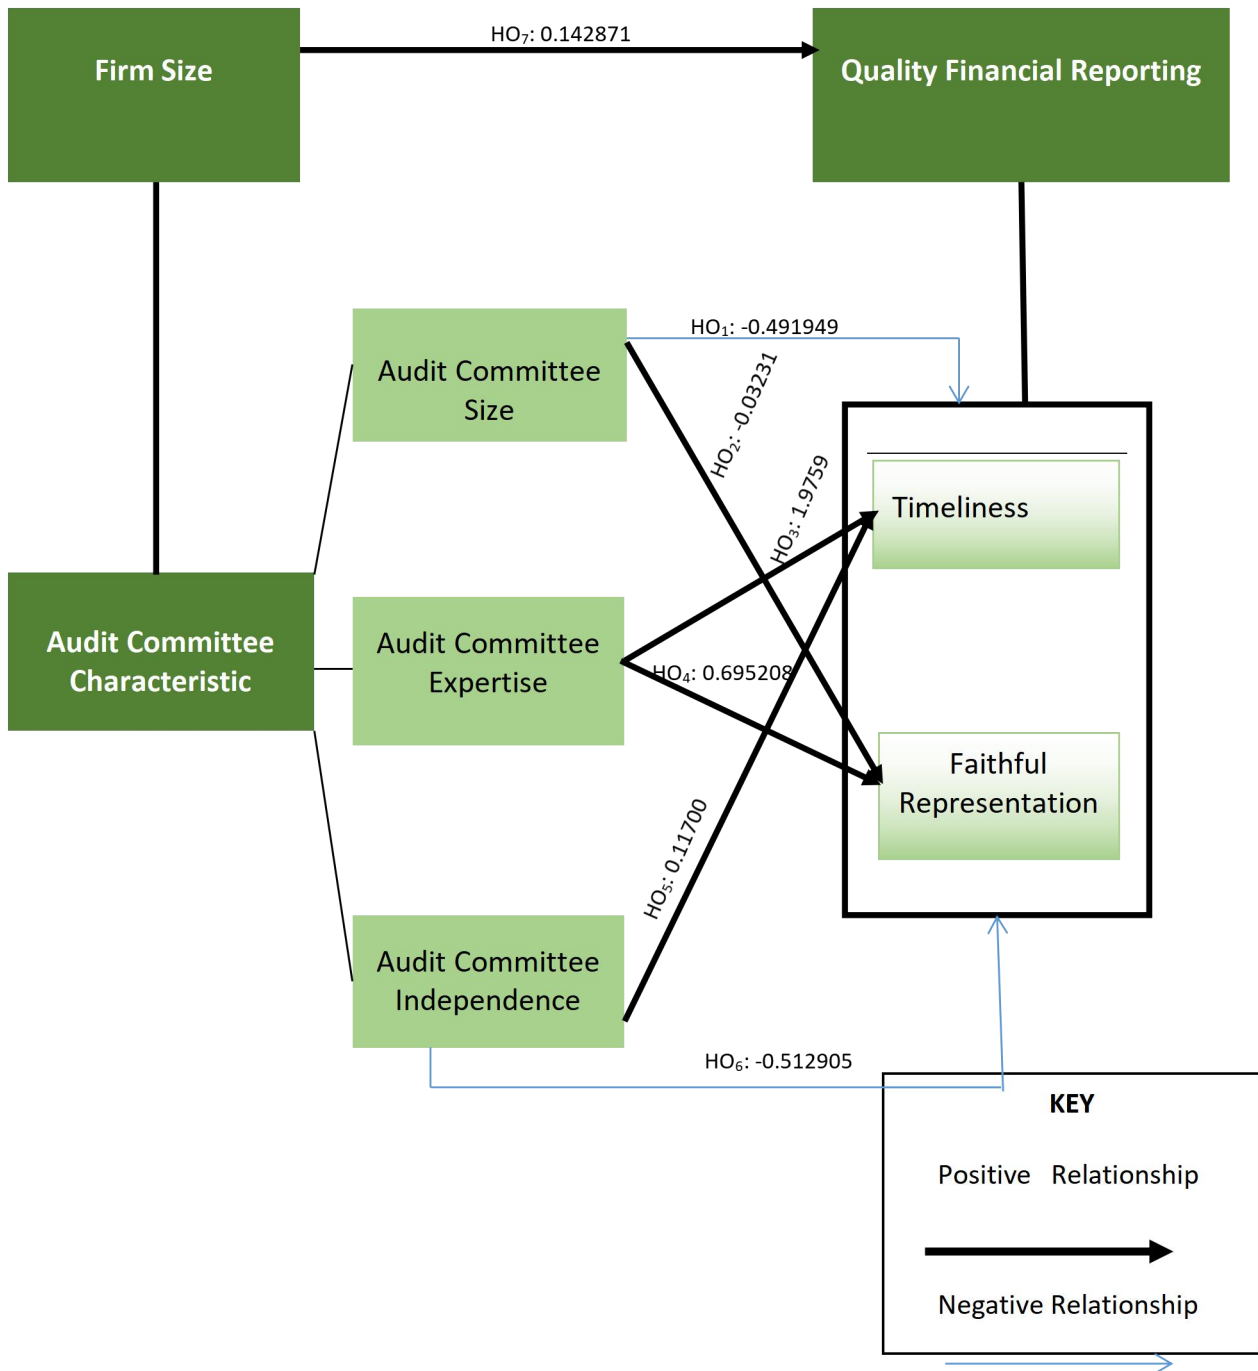 HO₇: 0.142871
Firm Size
Quality Financial Reporting
HO₁: -0.491949
Audit Committee
Size
HO₂: -0.03231
HO₃: 1.9759
Timeliness
Audit Committee
Characteristic
Audit Committee
Expertise
HO₄: 0.695208
Faithful
Representation
HO₅: 0.11700
Audit Committee
Independence
HO₆: -0.512905
KEY
Positive Relationship
Negative Relationship